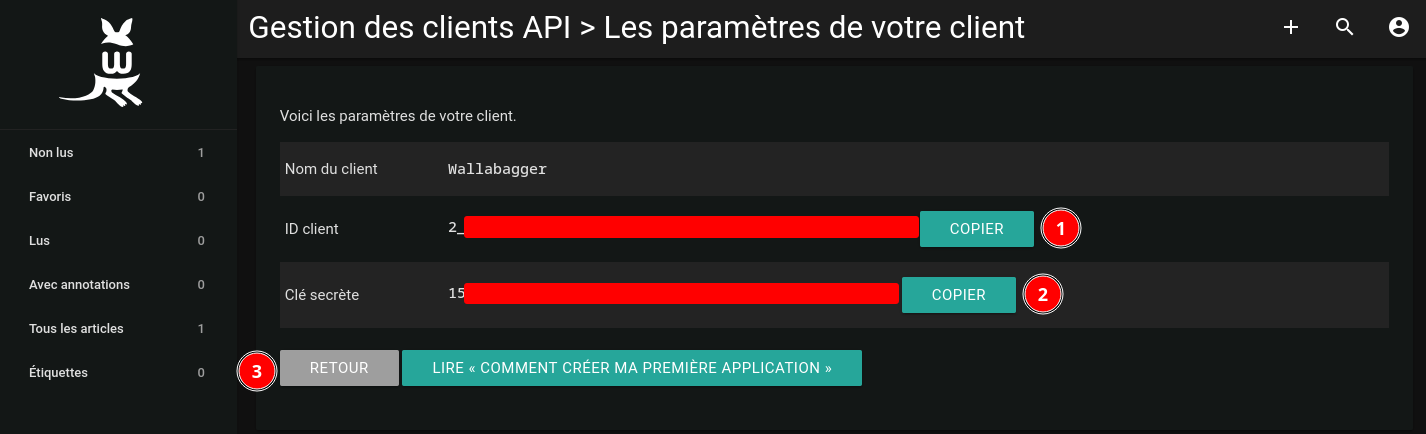 Gestion des clients API > Les paramètres de votre client
W
Non lus 1
Favoris 0
Lus 0
Avec annotations 0
Tous les articles 1
Étiquettes 0
Voici les paramètres de votre client.
Nom du client Wallabagger
ID client 2_ COPIER 1
Clé secrète 15 COPIER 2
3 RETOUR LIRE « COMMENT CRÉER MA PREMIÈRE APPLICATION »